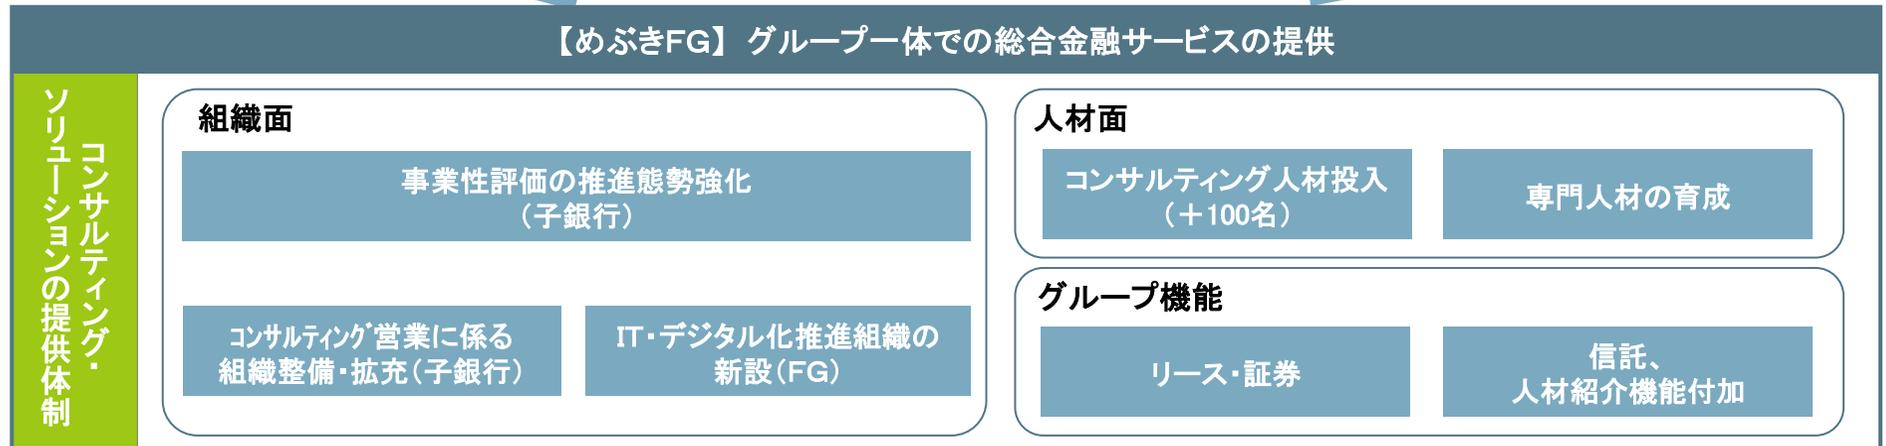 【めぶきFG】 グループ一体での総合金融サービスの提供
コンサルティング・
ソリューションの提供体制
組織面
事業性評価の推進態勢強化
（子銀行）
ｺﾝｻﾙﾃｨﾝｸﾞ営業に係る
組織整備・拡充（子銀行）
IT・デジタル化推進組織の
新設（FG）
人材面
コンサルティング人材投入
（＋100名）
専門人材の育成
グループ機能
リース・証券
信託、
人材紹介機能付加